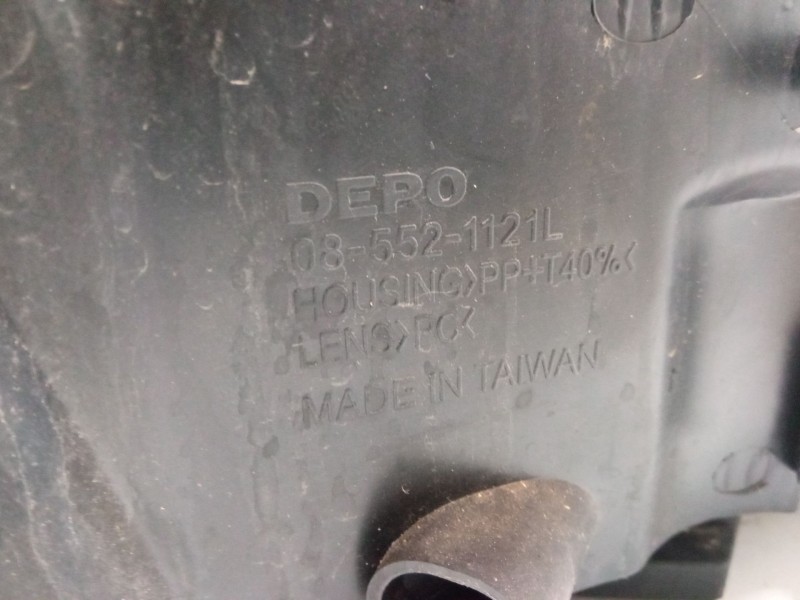 DEPO
08-552-1121L
HOUSING>PP+T40%<
LENS>PC<
MADE IN TAIWAN